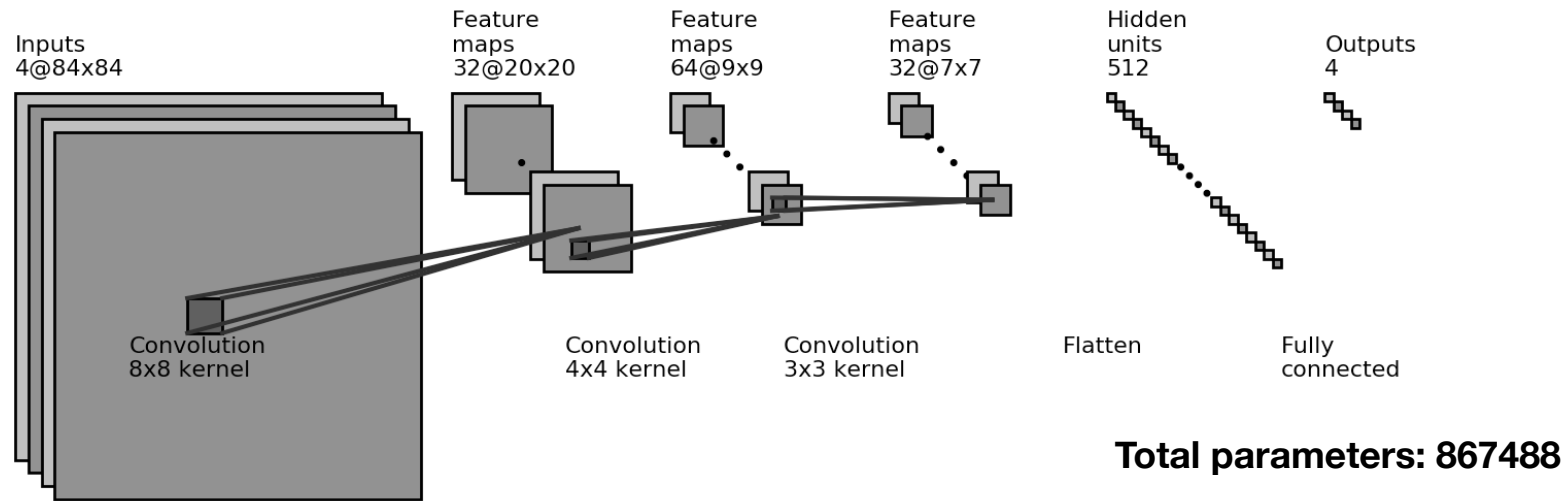 Inputs
4@84x84
Feature
maps
32@20x20
Feature
maps
64@9x9
Feature
maps
32@7x7
Hidden
units
512
Outputs
4
Convolution
8x8 kernel
Convolution
4x4 kernel
Convolution
3x3 kernel
Flatten
Fully
connected
Total parameters: 867488